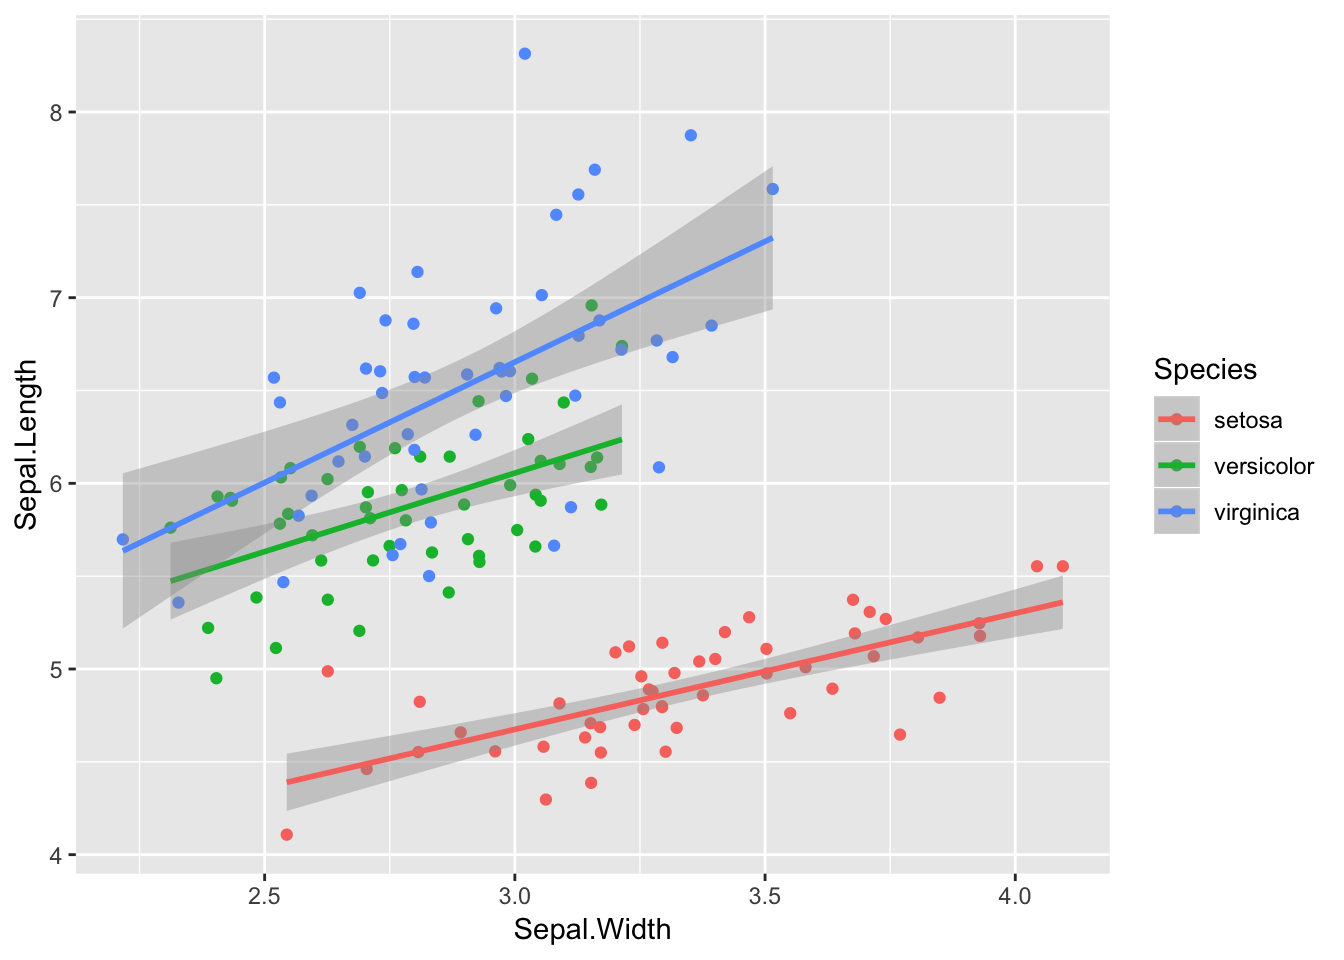 Sepal.Length
8
7
6
5
4
2.5 3.0 3.5 4.0
Sepal.Width
Species
setosa
versicolor
virginica